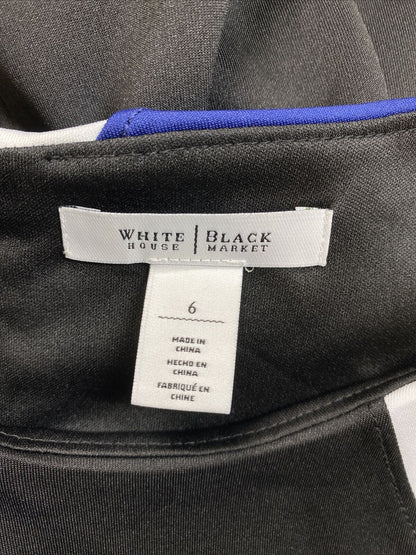 WHITE | BLACK
HOUSE | MARKET
6
MADE IN
CHINA
HECHO EN
CHINA
FABRIQUÉ EN
CHINE